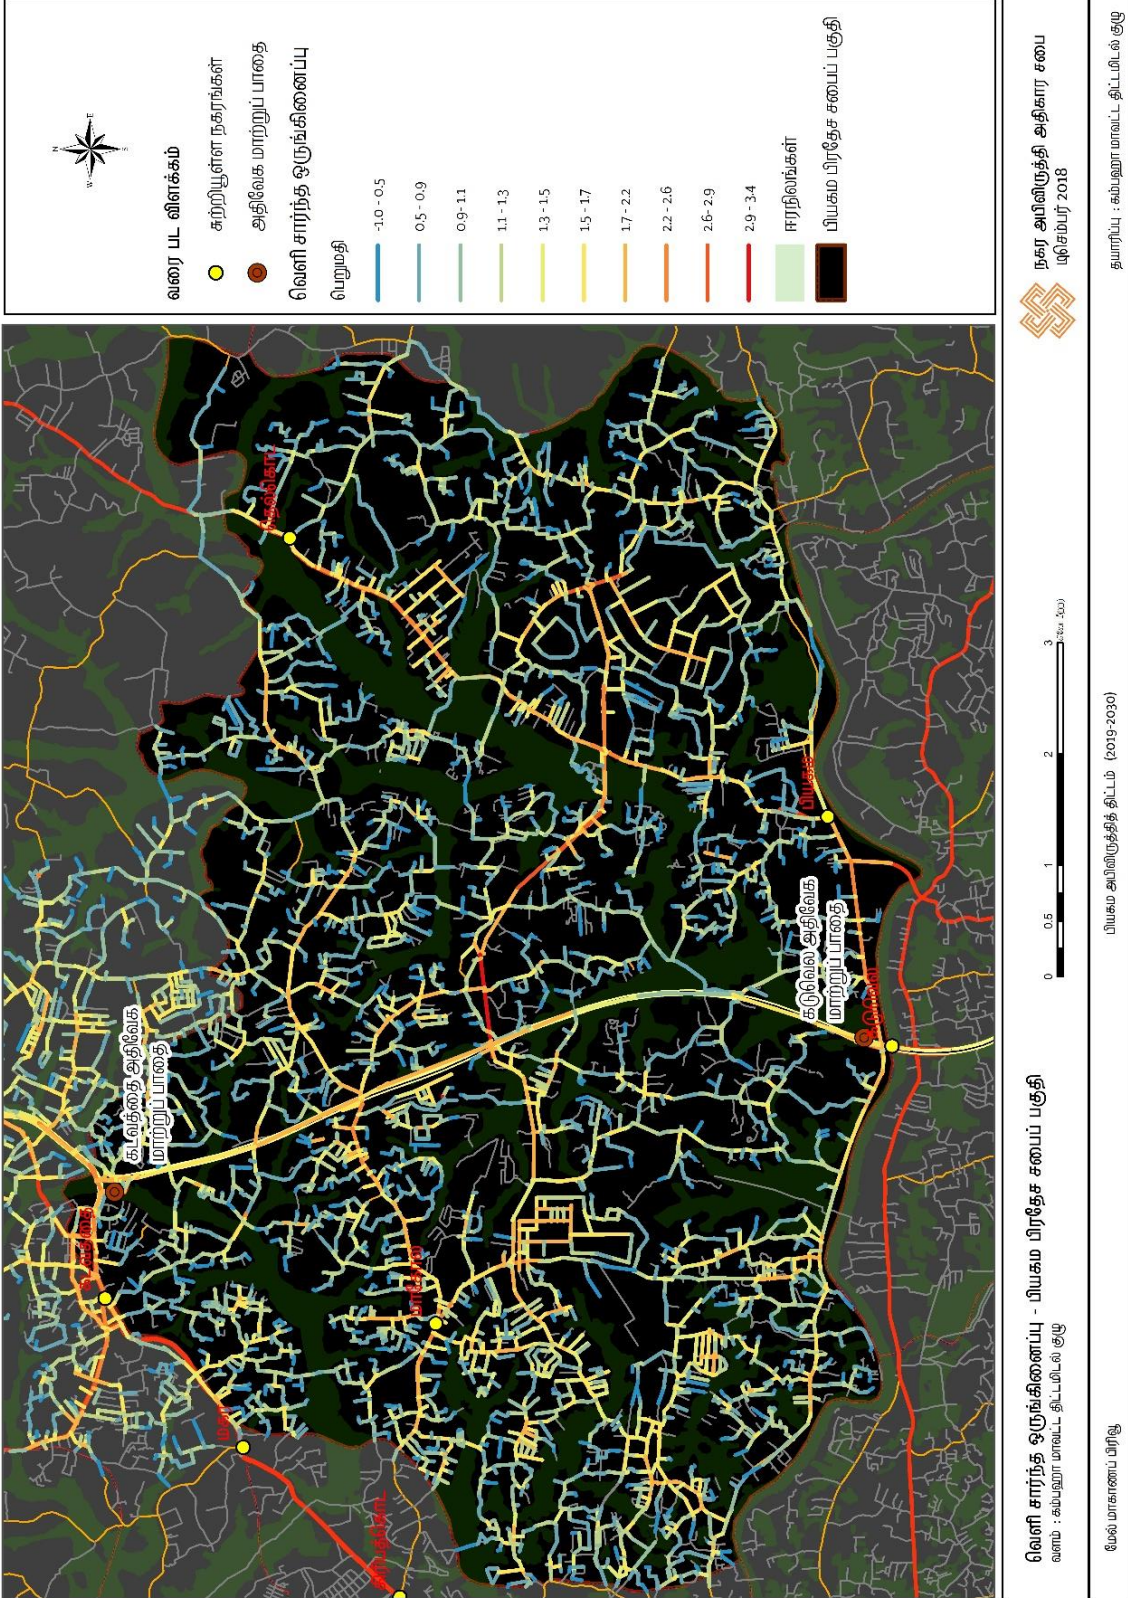 N
E
S
W
வரை பட விளக்கம்
சுற்றியுள்ள நகரங்கள்
அதிவேக மாற்றுப் பாதை
வெளி சார்ந்த ஒருங்கிணைப்பு
பெறுமதி
-1.0 - 0.5
0.5 - 0.9
0.9- 1.1
1.1 - 1.3
1.3 - 1.5
1.5 - 1.7
1.7 - 2.2
2.2 - 2.6
2.6- 2.9
2.9 - 3.4
ஈரநிலங்கள்
பியகம பிரதேச சபைப் பகுதி
கடவத்தை அதிவேக
மாற்றுப் பாதை
மாகோல
பியகம
கடுவல அதிவேக
மாற்றுப் பாதை
கடுவலை
வெளி சார்ந்த ஒருங்கினைப்பு - பியகம பிரதேச சபைப் பகுதி
வளம் : கம்பஹா மாவட்ட திட்டமிடல் குழு
0 0.5 1 2 3
நகர அபிவிருத்தி அதிகார சபை
டிசெம்பர் 2018
மேல் மாகாணப் பிரிவு
பியகம அபிவிருத்தித் திட்டம் (2019-2030)
தயாரிப்பு : கம்பஹா மாவட்ட திட்டமிடல் குழு